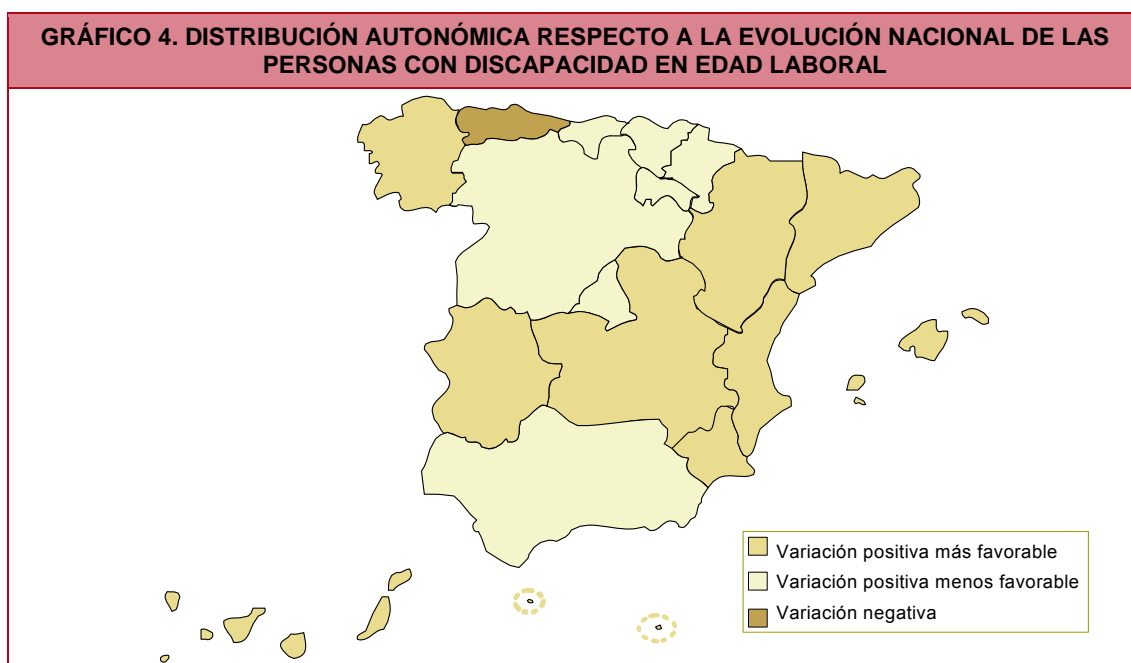 GRÁFICO 4. DISTRIBUCIÓN AUTONÓMICA RESPECTO A LA EVOLUCIÓN NACIONAL DE LAS
PERSONAS CON DISCAPACIDAD EN EDAD LABORAL
Variación positiva más favorable
Variación positiva menos favorable
Variación negativa